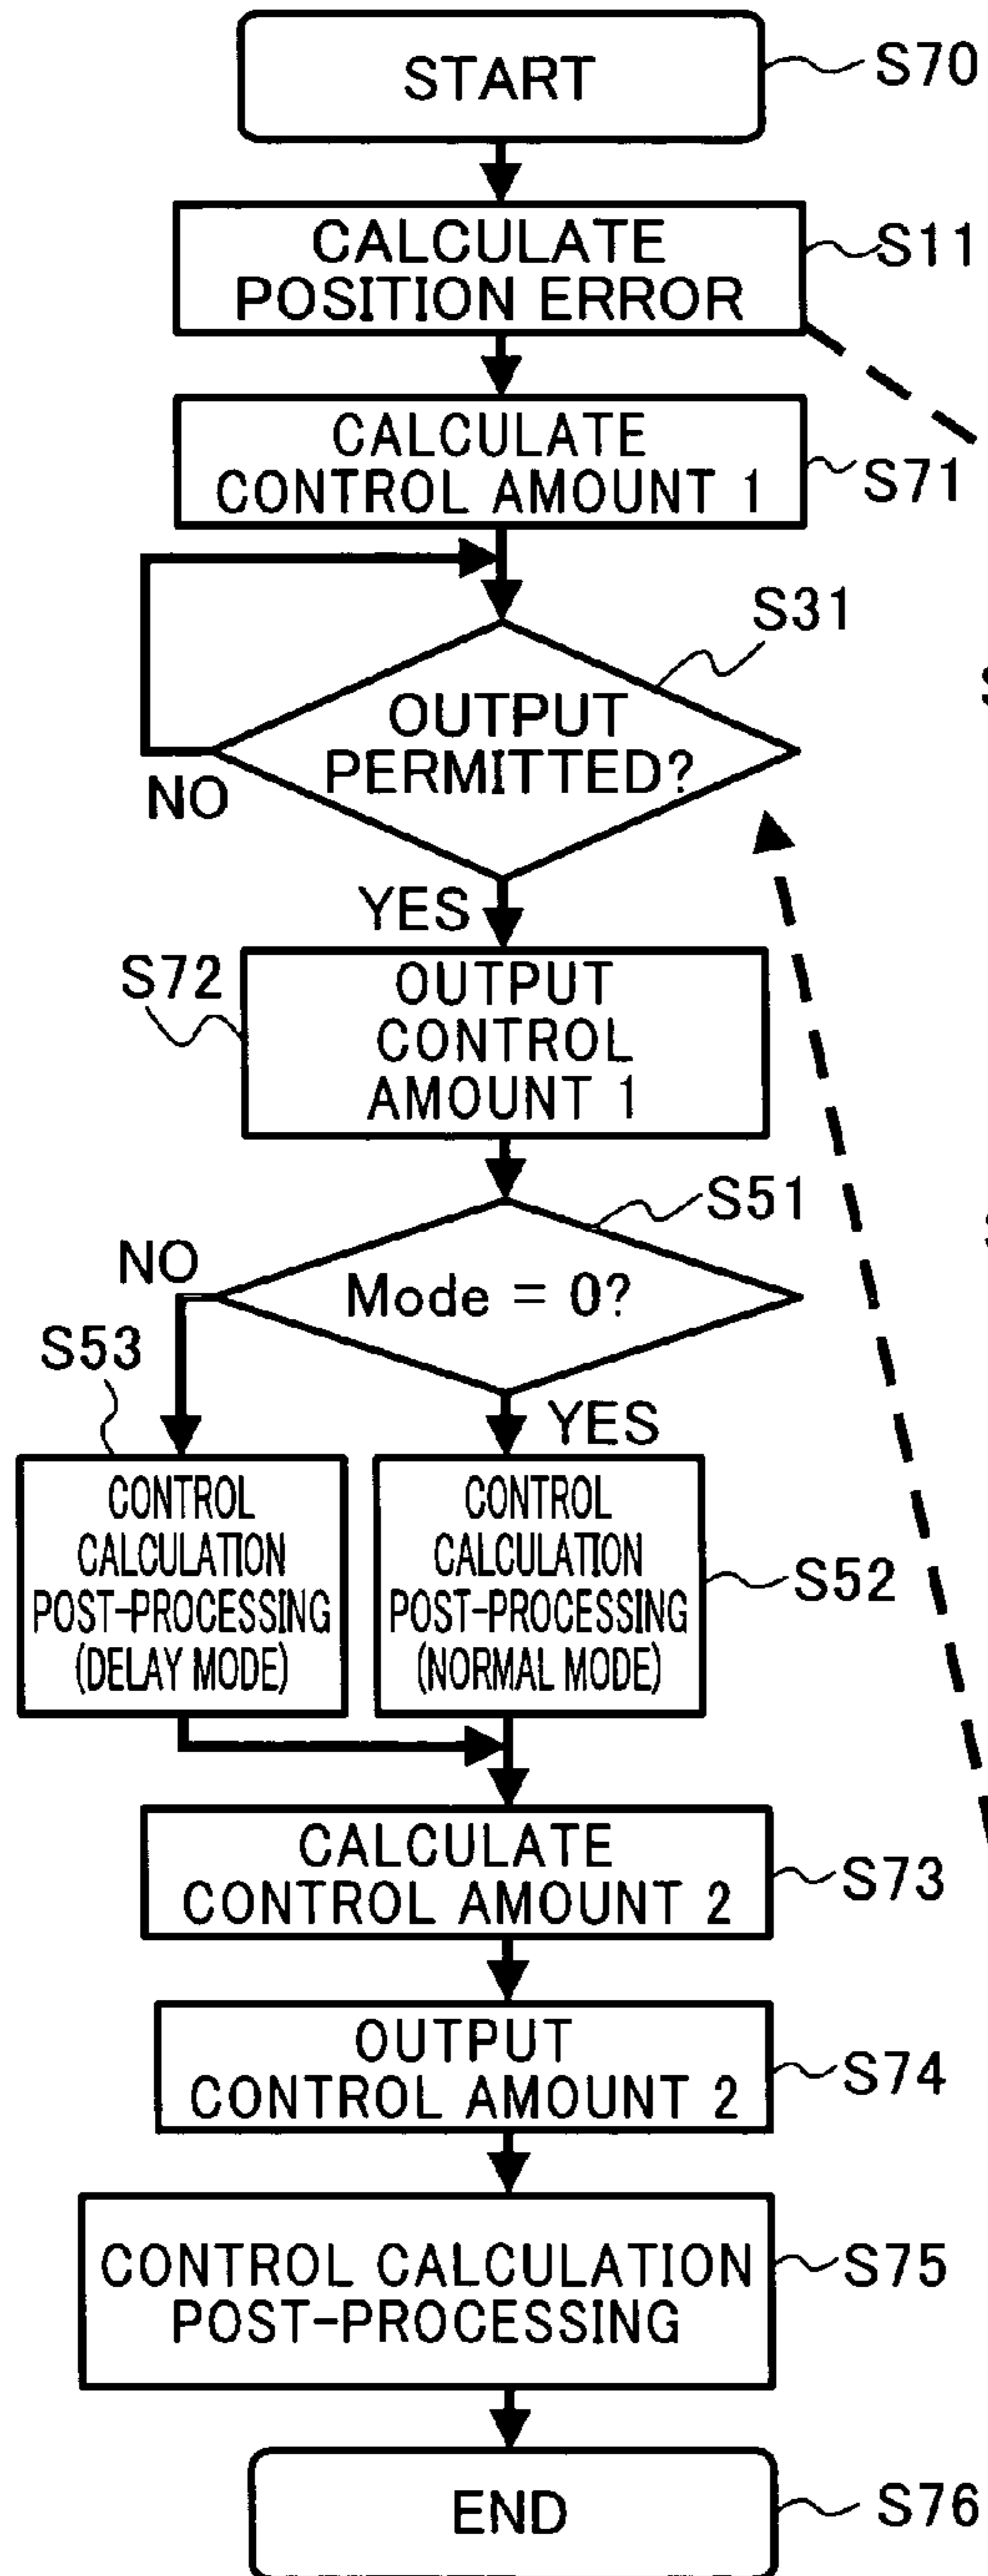 START
S70
CALCULATE
POSITION ERROR
S11
CALCULATE
CONTROL AMOUNT 1
S71
S31
OUTPUT
PERMITTED?
NO
YES
S72
OUTPUT
CONTROL
AMOUNT 1
S51
NO
Mode = 0?
S53
YES
CONTROL
CALCULATION
POST-PROCESSING
(DELAY MODE)
CONTROL
CALCULATION
POST-PROCESSING
(NORMAL MODE)
S52
CALCULATE
CONTROL AMOUNT 2
S73
OUTPUT
CONTROL AMOUNT 2
S74
CONTROL CALCULATION
POST-PROCESSING
S75
END
S76